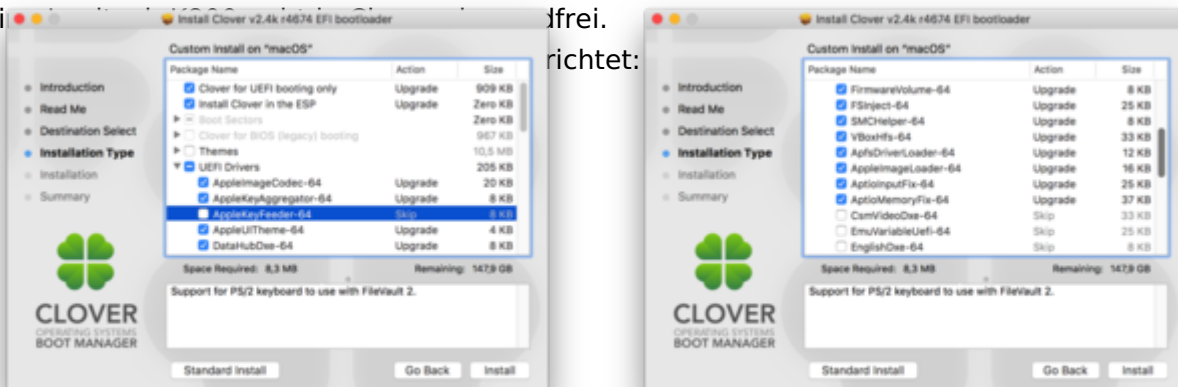 dfrei.
richtet:
Install Clover v2.4k r4674 EFI bootloader
Custom Install on "macOS"
Introduction
Read Me
Destination Select
Installation Type
Installation
Summary
Package Name Action Size
Clover for UEFI booting only Upgrade 909 KB
Install Clover in the ESP Upgrade Zero KB
Boot Sectors Zero KB
Clover for BIOS (legacy) booting 967 KB
Themes 10,5 MB
UEFI Drivers 205 KB
AppleImageCodec-64 Upgrade 20 KB
AppleKeyAggregator-64 Upgrade 8 KB
AppleKeyFeeder-64 Skip 8 KB
AppleUITheme-64 Upgrade 4 KB
DataHubDxe-64 Upgrade 8 KB
Space Required: 8,3 MB Remaining: 147,9 GB
Support for PS/2 keyboard to use with FileVault 2.
CLOVER
OPERATING SYSTEMS
BOOT MANAGER
Standard Install Go Back Install
Install Clover v2.4k r4674 EFI bootloader
Custom Install on "macOS"
Introduction
Read Me
Destination Select
Installation Type
Installation
Summary
Package Name Action Size
FirmwareVolume-64 Upgrade 8 KB
FSInject-64 Upgrade 25 KB
SMCHelper-64 Upgrade 8 KB
VBoxHfs-64 Upgrade 33 KB
ApfsDriverLoader-64 Upgrade 12 KB
AppleImageLoader-64 Upgrade 16 KB
AptioInputFix-64 Upgrade 25 KB
AptioMemoryFix-64 Upgrade 37 KB
CsmVideoDxe-64 Skip 33 KB
EmuVariableUefi-64 Skip 25 KB
EnglishDxe-64 Skip 8 KB
Space Required: 8,3 MB Remaining: 147,9 GB
Support for PS/2 keyboard to use with FileVault 2.
CLOVER
OPERATING SYSTEMS
BOOT MANAGER
Standard Install Go Back Install